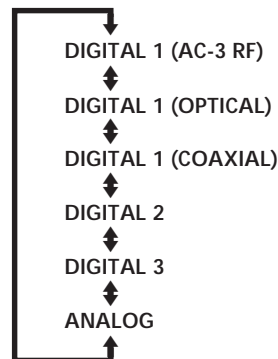 DIGITAL 1 (AC-3 RF)
DIGITAL 1 (OPTICAL)
DIGITAL 1 (COAXIAL)
DIGITAL 2
DIGITAL 3
ANALOG